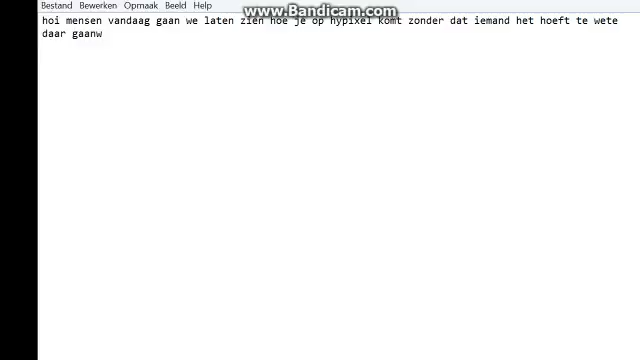 Bestand Bewerken Opmaak Beeld Help
www.Bandicam.com
hoi mensen vandaag gaan we laten zien hoe je op hypixel komt zonder dat iemand het hoeft te wete
daar gaanw